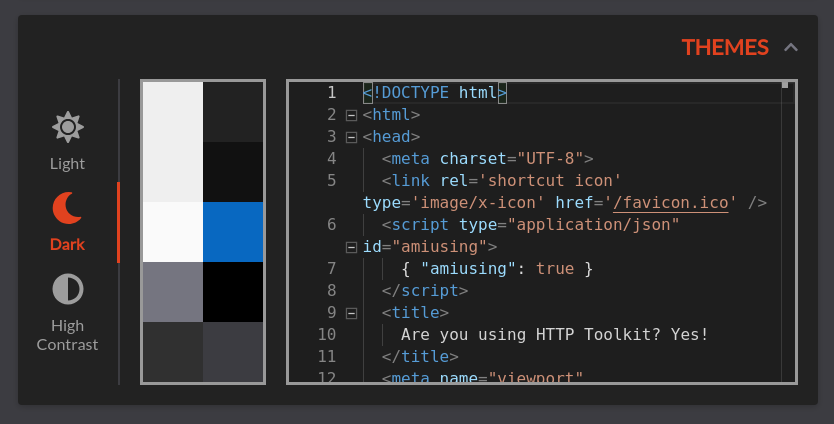 THEMES
Light
Dark
High
Contrast
1 <!DOCTYPE html>
2 <html>
3 <head>
4 <meta charset="UTF-8">
5 <link rel='shortcut icon'
type='image/x-icon' href='/favicon.ico' />
6 <script type="application/json"
id="amiusing">
7 { "amiusing": true }
8 </script>
9 <title>
10 Are you using HTTP Toolkit? Yes!
11 </title>
12 <meta name="viewport"